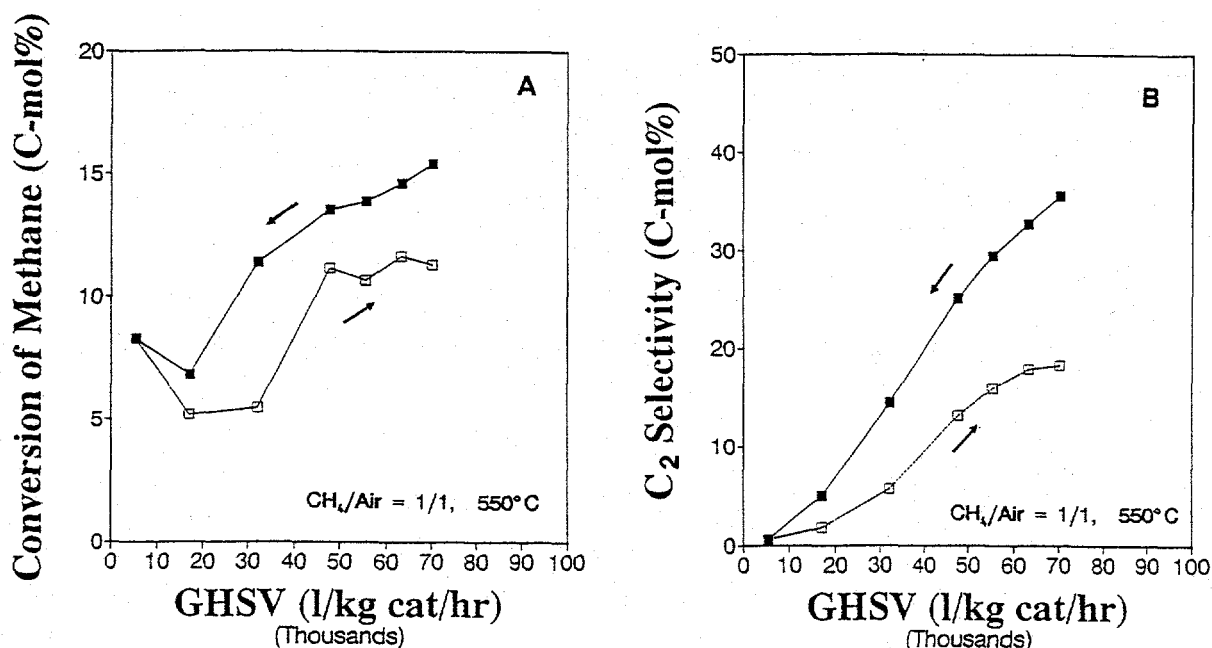 Conversion of Methane (C-mol%)
20
15
10
5
0
A
CH₄/Air = 1/1, 550°C
0 10 20 30 40 50 60 70 80 90 100
GHSV (l/kg cat/hr)
(Thousands)
C₂ Selectivity (C-mol%)
50
40
30
20
10
0
B
CH₄/Air = 1/1, 550°C
0 10 20 30 40 50 60 70 80 90 100
GHSV (l/kg cat/hr)
(Thousands)